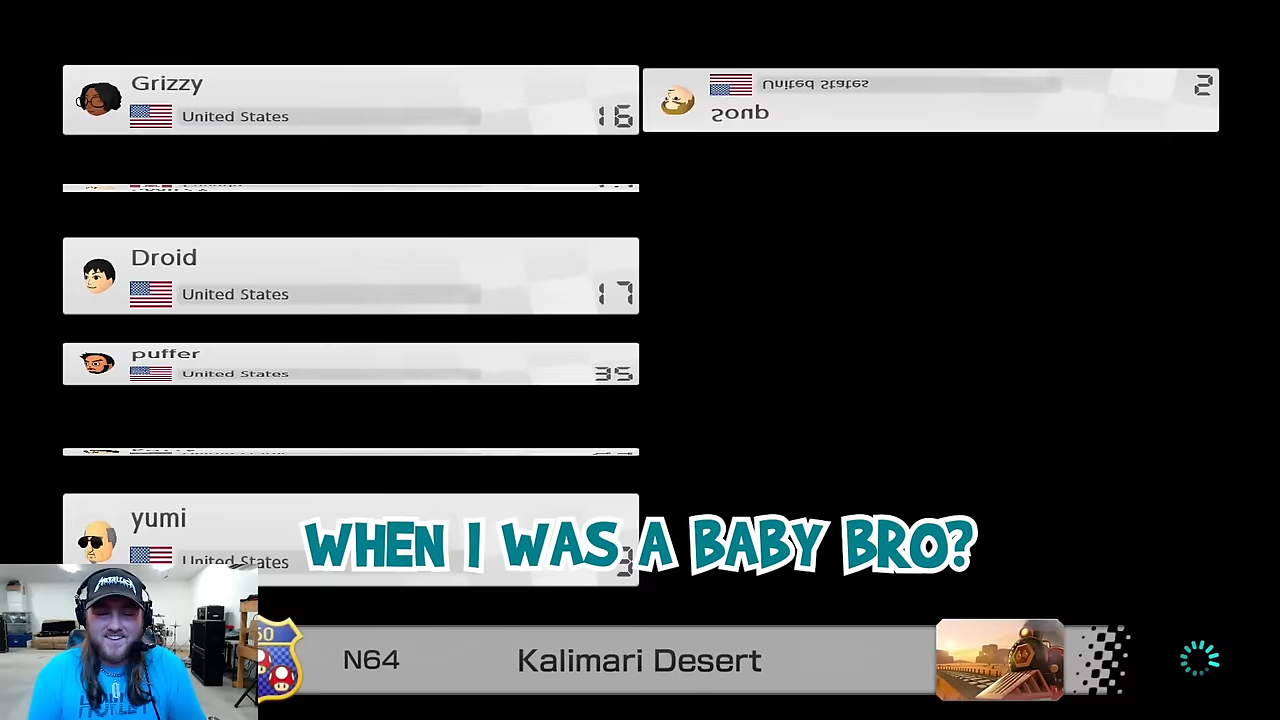 Grizzy
United States
16
United States
2
Soup
Droid
United States
17
puffer
United States
35
yumi
United States
WHEN I WAS A BABY BRO?
METALLICA
N64
Kalimari Desert